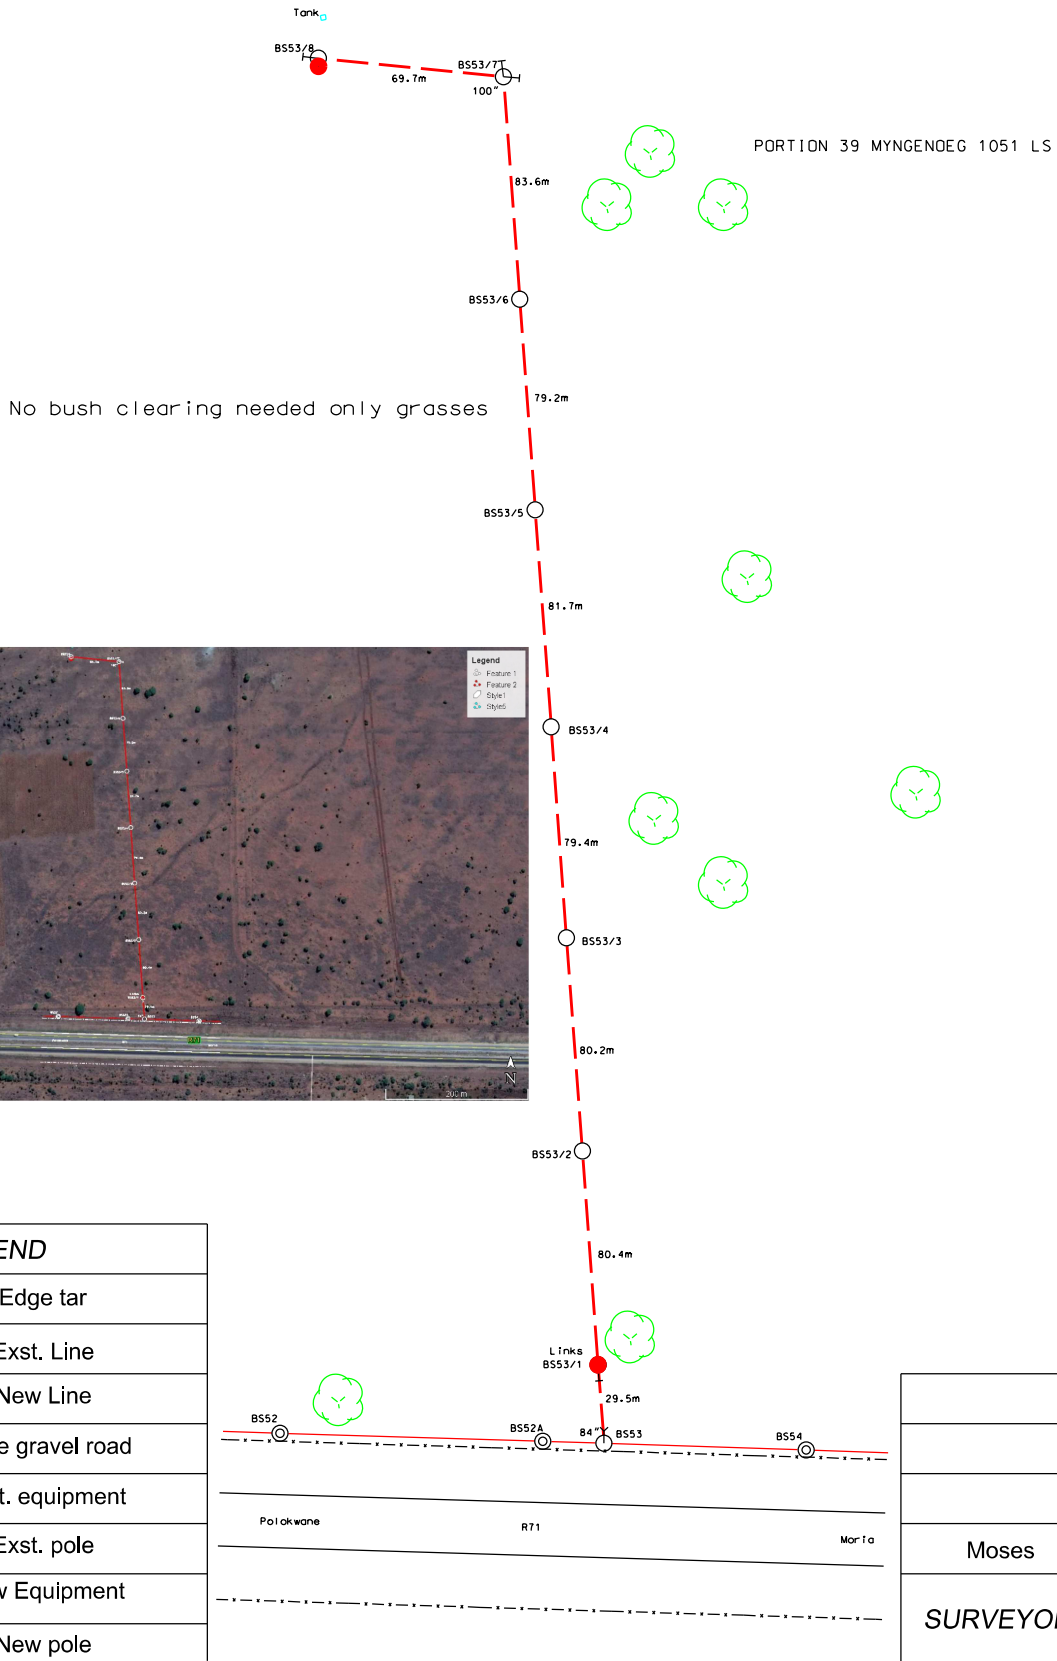 Tank
BS53/8
BS53/7
69.7m
100"
PORTION 39 MYNGENOEG 1051 LS
83.6m
BS53/6
79.2m
No bush clearing needed only grasses
BS53/5
81.7m
Legend
Feature 1
Feature 2
Style1
Style5
BS53/4
79.4m
BS53/3
80.2m
N
200 m
BS53/2
80.4m
END
Edge tar
Exst. Line
New Line
e gravel road
t. equipment
Exst. pole
w Equipment
New pole
Links
BS53/1
29.5m
BS52
BS52A
84"
BS53
BS54
Polokwane
R71
Moria
Moses
SURVEYO